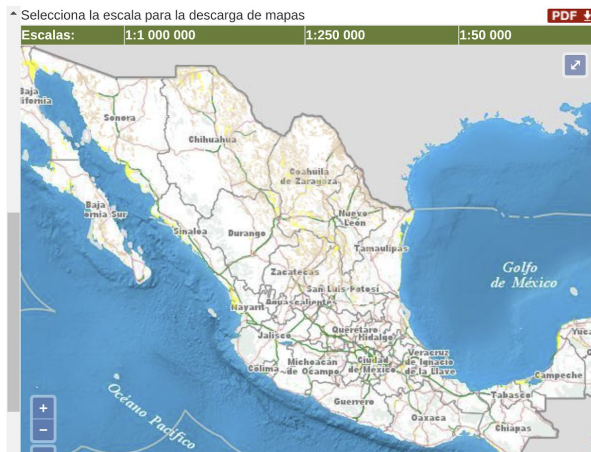 Selecciona la escala para la descarga de mapas
PDF
Escalas:
1:1 000 000
1:250 000
1:50 000
Baja
ifornia
Sonora
Chihuahua
Coahuila
de Zaragoza
Baja
ornia Sur
Nuevo
León
Sinaloa
Durango
Tamaulipas
Golfo
de México
Zacatecas
San Luis Potosí
Aguascalientes
Nayarit
Jalisco
Querétaro
Hidalgo
Yuca
Colima
Michoacán
de Ocampo
Ciudad
de México
Veracruz
de Ignacio
de la Llave
Campeche
Tabasco
Océano Pacífico
Guerrero
Oaxaca
Chiapas
+
−